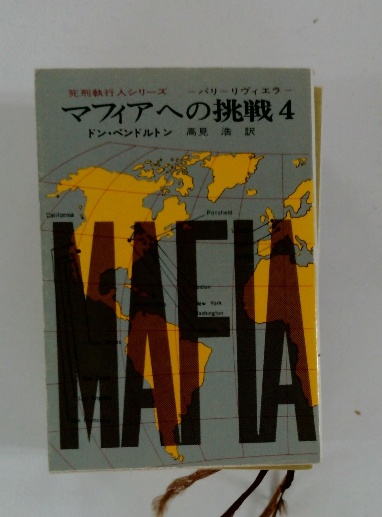 死刑執行人シリーズ —パリ—リヴィエラ—
マフィアへの挑戦 4
ドン・ペンドルトン 高見 浩 訳
California
MAFIA
New York
Washington